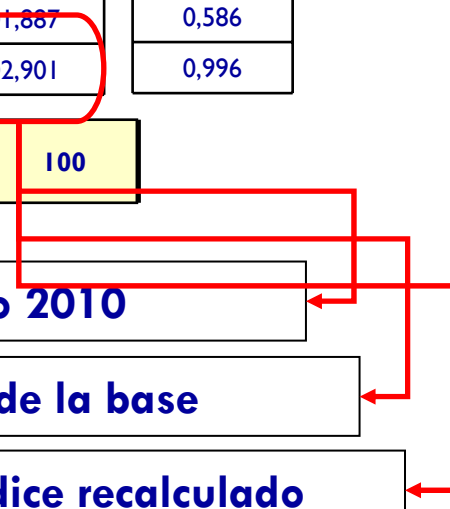 1,887 0,586
2,901 0,996
100
o 2010
de la base
dice recalculado